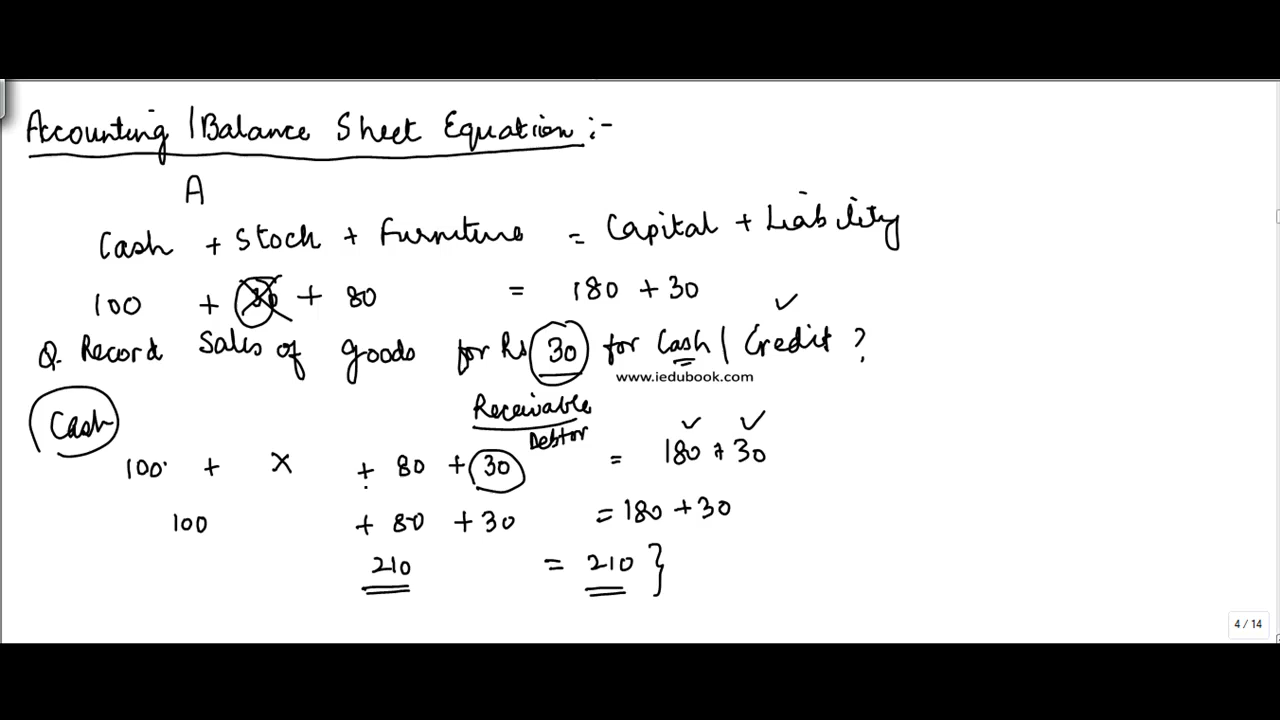 Accounting | Balance Sheet Equation :-
A
Cash + Stock + Furniture = Capital + Liability
100 + 30 + 80 = 180 + 30
Q. Record Sales of goods for Rs 30 for Cash | Credit ?
www.iedubook.com
Cash
Receivable
Debtor
100 + X + 80 + 30 = 180 + 30
100 + 80 + 30 = 180 + 30
210 = 210 }
4 / 14